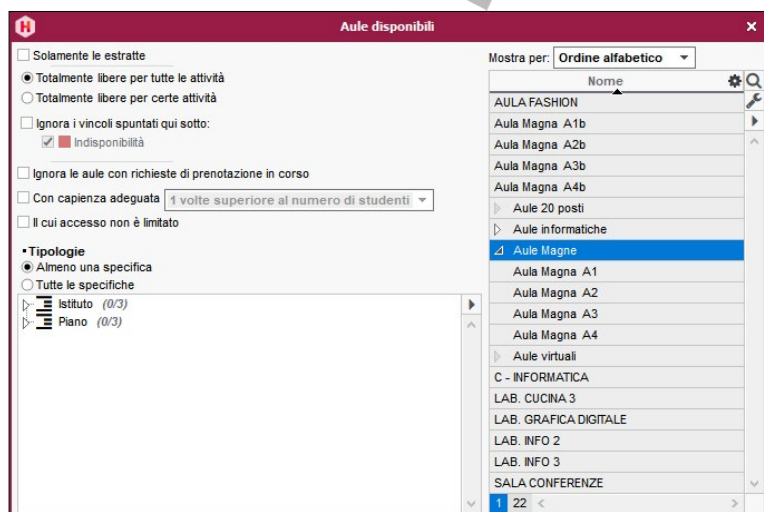 Aule disponibili
Solamente le estratte
Totalmente libere per tutte le attività
Totalmente libere per certe attività
Ignora i vincoli spuntati qui sotto:
Indisponibilità
Ignora le aule con richieste di prenotazione in corso
Con capienza adeguata 1 volte superiore al numero di studenti
Il cui accesso non è limitato
Tipologie
Almeno una specifica
Tutte le specifiche
Istituto (0/3)
Piano (0/3)
Mostra per: Ordine alfabetico
Nome
AULA FASHION
Aula Magna A1b
Aula Magna A2b
Aula Magna A3b
Aula Magna A4b
Aule 20 posti
Aule informatiche
Aule Magne
Aula Magna A1
Aula Magna A2
Aula Magna A3
Aula Magna A4
Aule virtuali
C - INFORMATICA
LAB. CUCINA 3
LAB. GRAFICA DIGITALE
LAB. INFO 2
LAB. INFO 3
SALA CONFERENZE
1 22 < >